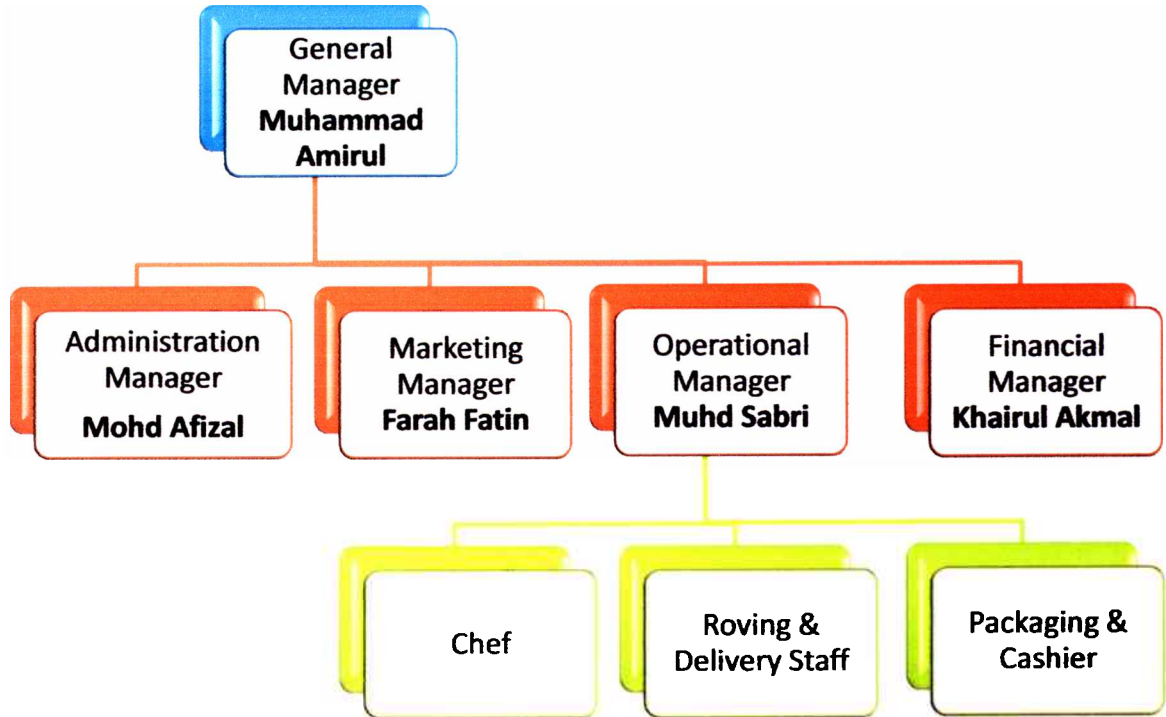 General
Manager
Muhammad
Amirul
Administration
Manager
Mohd Afizal
Marketing
Manager
Farah Fatin
Operational
Manager
Muhd Sabri
Financial
Manager
Khairul Akmal
Chef
Roving &
Delivery Staff
Packaging &
Cashier